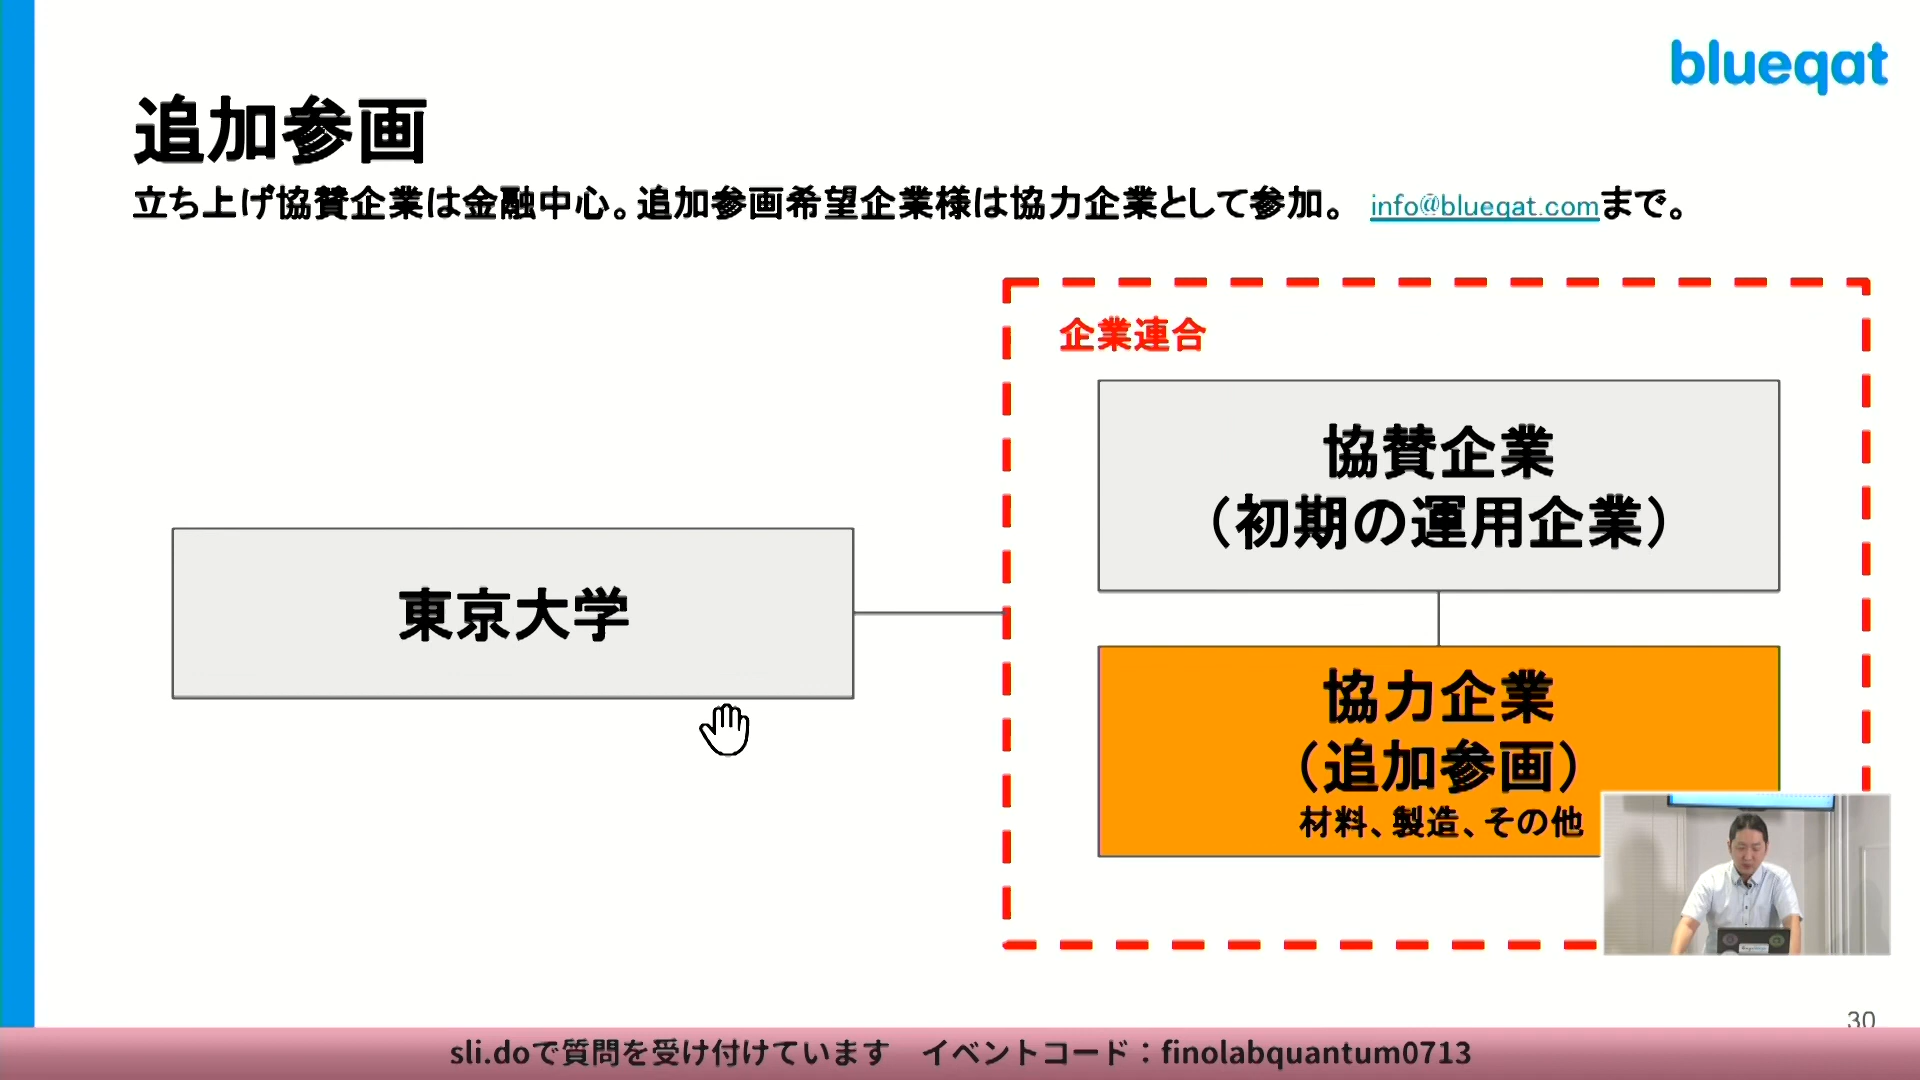 blueqat
追加参画
立ち上げ協賛企業は金融中心。追加参画希望企業様は協力企業として参加。 info@blueqat.comまで。
企業連合
協賛企業
（初期の運用企業）
東京大学
協力企業
（追加参画）
材料、製造、その他
30
sli.doで質問を受け付けています　イベントコード：finolabquantum0713